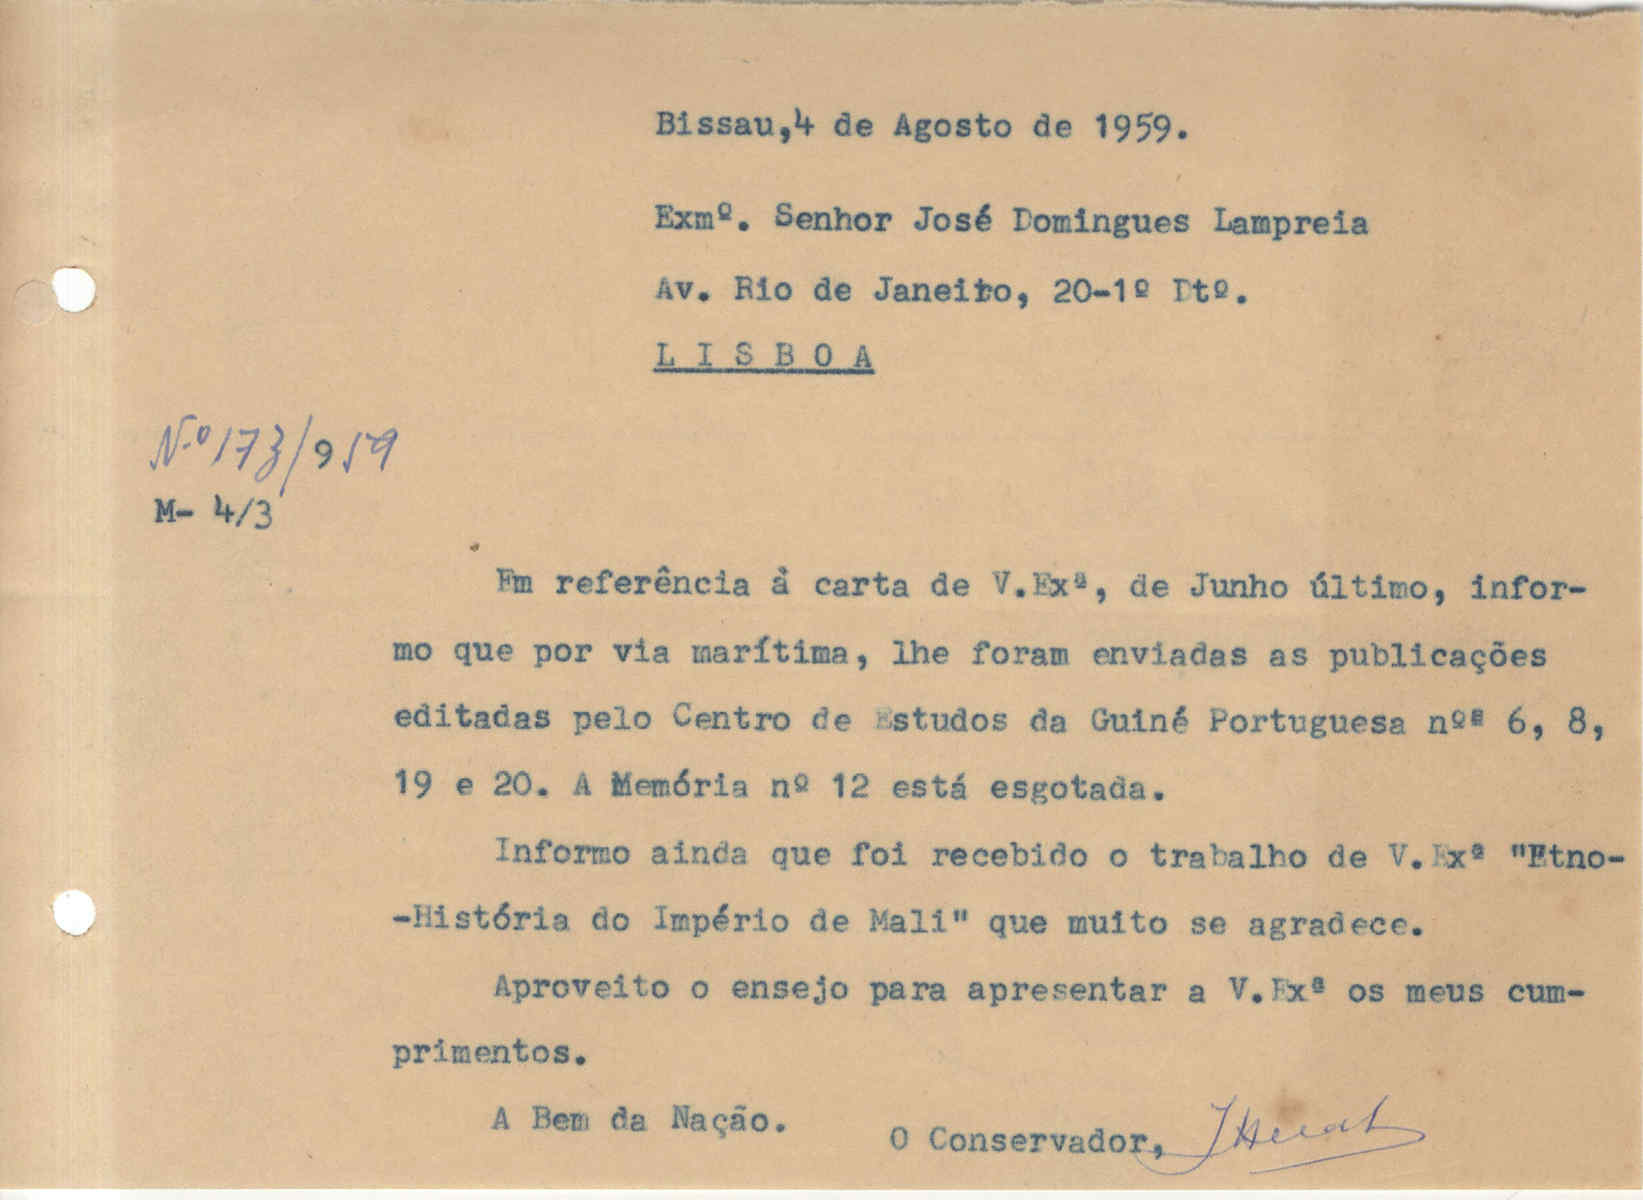 Bissau,4 de Agosto de 1959.
Exmº. Senhor José Domingues Lampreia
Av. Rio de Janeiro, 20-1º Dtº.
L I S B O A
N.º 173/959
M- 4/3
Em referência à carta de V.Exª, de Junho último, infor-
mo que por via marítima, lhe foram enviadas as publicações
editadas pelo Centro de Estudos da Guiné Portuguesa nºs 6, 8,
19 e 20. A Memória nº 12 está esgotada.
Informo ainda que foi recebido o trabalho de V.Exª "Etno-
-História do Império de Mali" que muito se agradece.
Aproveito o ensejo para apresentar a V.Exª os meus cum-
primentos.
A Bem da Nação.
O Conservador,